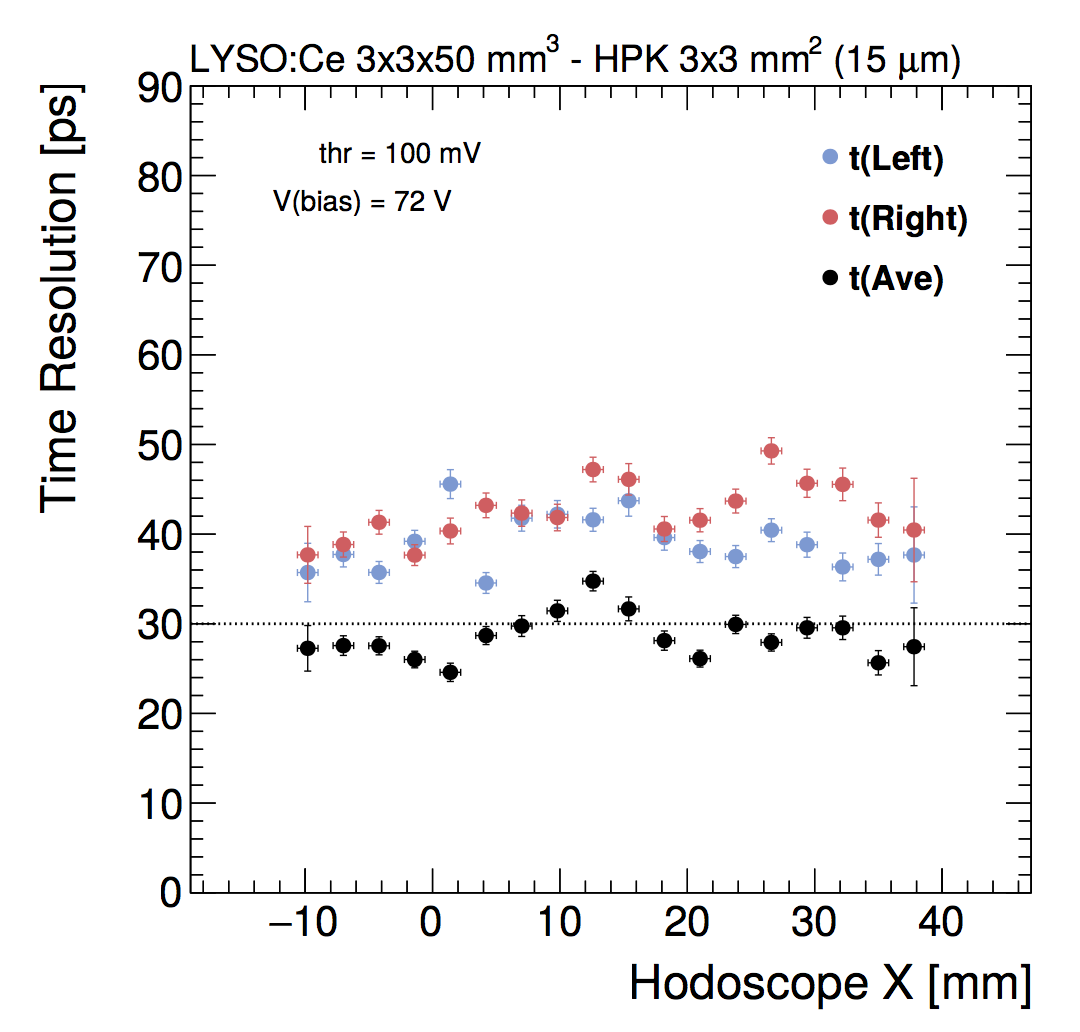 LYSO:Ce 3x3x50 mm³ - HPK 3x3 mm² (15 μm)
Time Resolution [ps]
90
80
70
60
50
40
30
20
10
0
thr = 100 mV
V(bias) = 72 V
t(Left)
t(Right)
t(Ave)
−10 0 10 20 30 40
Hodoscope X [mm]